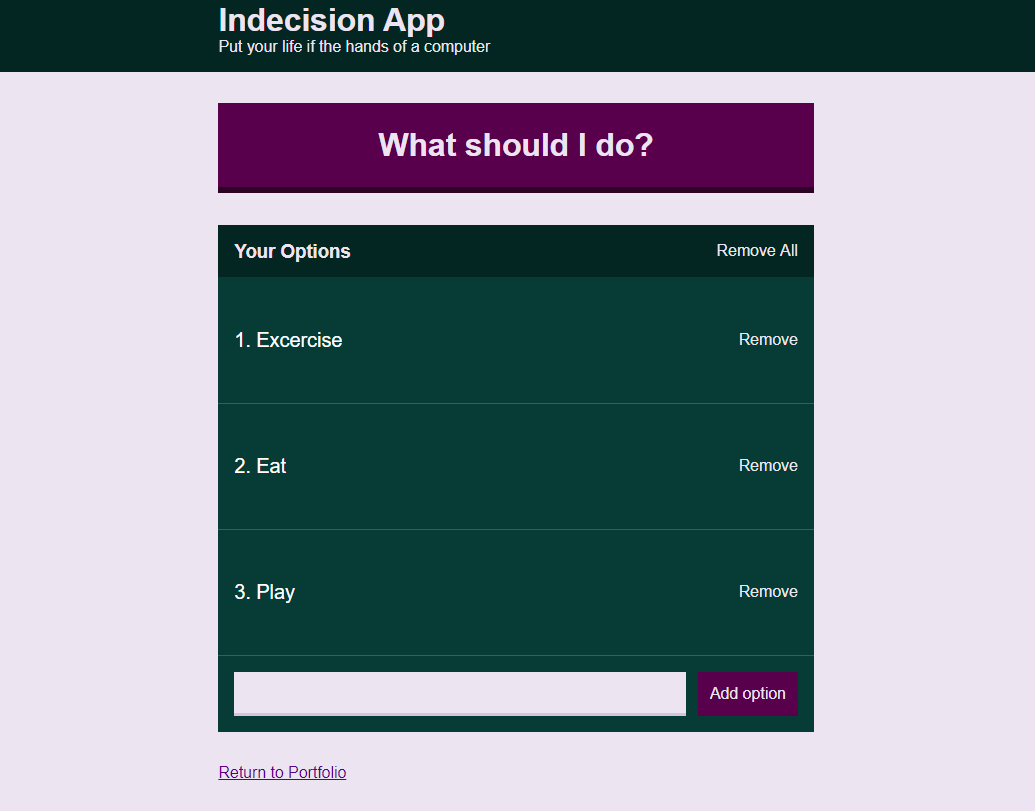 Indecision App
Put your life if the hands of a computer
What should I do?
Your Options
Remove All
1. Excercise
Remove
2. Eat
Remove
3. Play
Remove
Add option
Return to Portfolio